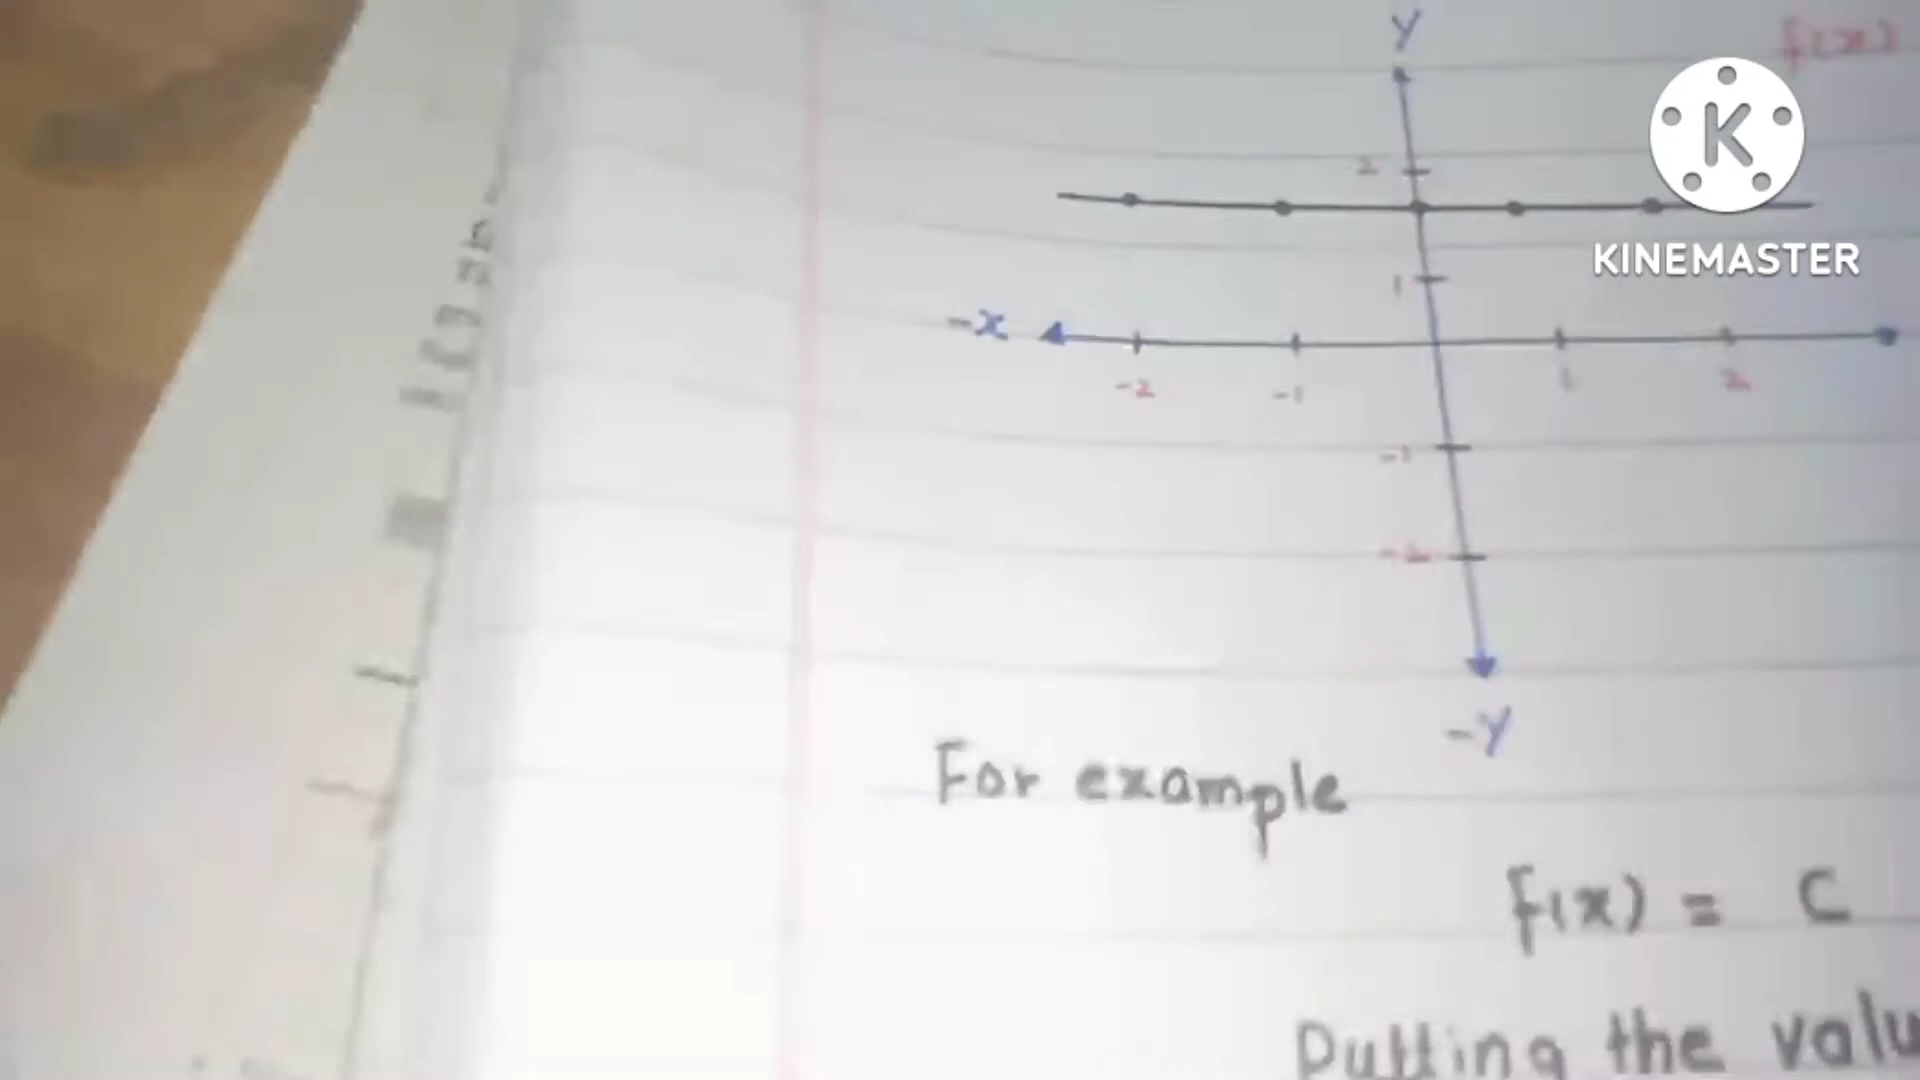 Y
f(x)
2
K
KINEMASTER
1
-x
-2 -1 1 2
-1
-2
-Y
For example
f(x) = C
Putting the valu